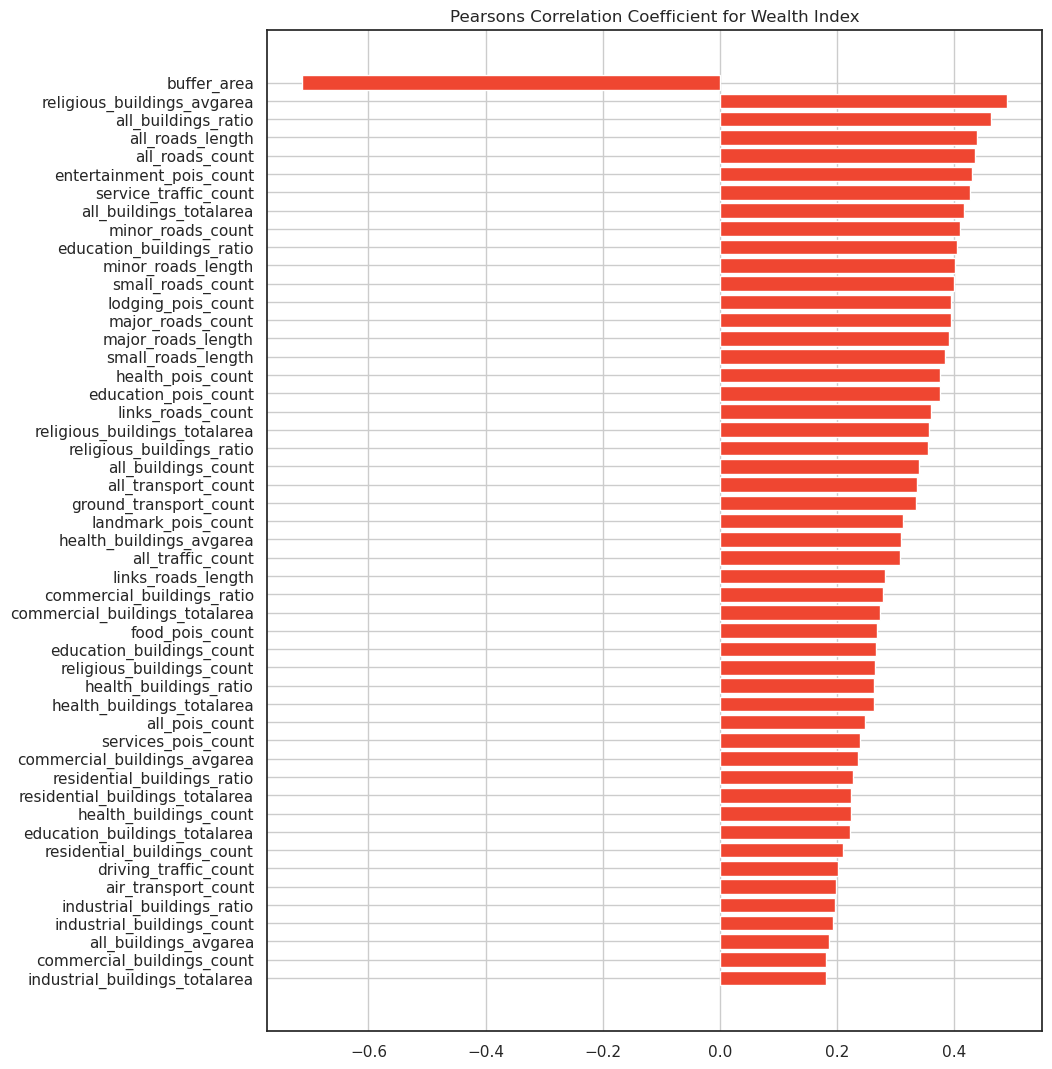 Pearsons Correlation Coefficient for Wealth Index
buffer_area
religious_buildings_avgarea
all_buildings_ratio
all_roads_length
all_roads_count
entertainment_pois_count
service_traffic_count
all_buildings_totalarea
minor_roads_count
education_buildings_ratio
minor_roads_length
small_roads_count
lodging_pois_count
major_roads_count
major_roads_length
small_roads_length
health_pois_count
education_pois_count
links_roads_count
religious_buildings_totalarea
religious_buildings_ratio
all_buildings_count
all_transport_count
ground_transport_count
landmark_pois_count
health_buildings_avgarea
all_traffic_count
links_roads_length
commercial_buildings_ratio
commercial_buildings_totalarea
food_pois_count
education_buildings_count
religious_buildings_count
health_buildings_ratio
health_buildings_totalarea
all_pois_count
services_pois_count
commercial_buildings_avgarea
residential_buildings_ratio
residential_buildings_totalarea
health_buildings_count
education_buildings_totalarea
residential_buildings_count
driving_traffic_count
air_transport_count
industrial_buildings_ratio
industrial_buildings_count
all_buildings_avgarea
commercial_buildings_count
industrial_buildings_totalarea
−0.6 −0.4 −0.2 0.0 0.2 0.4